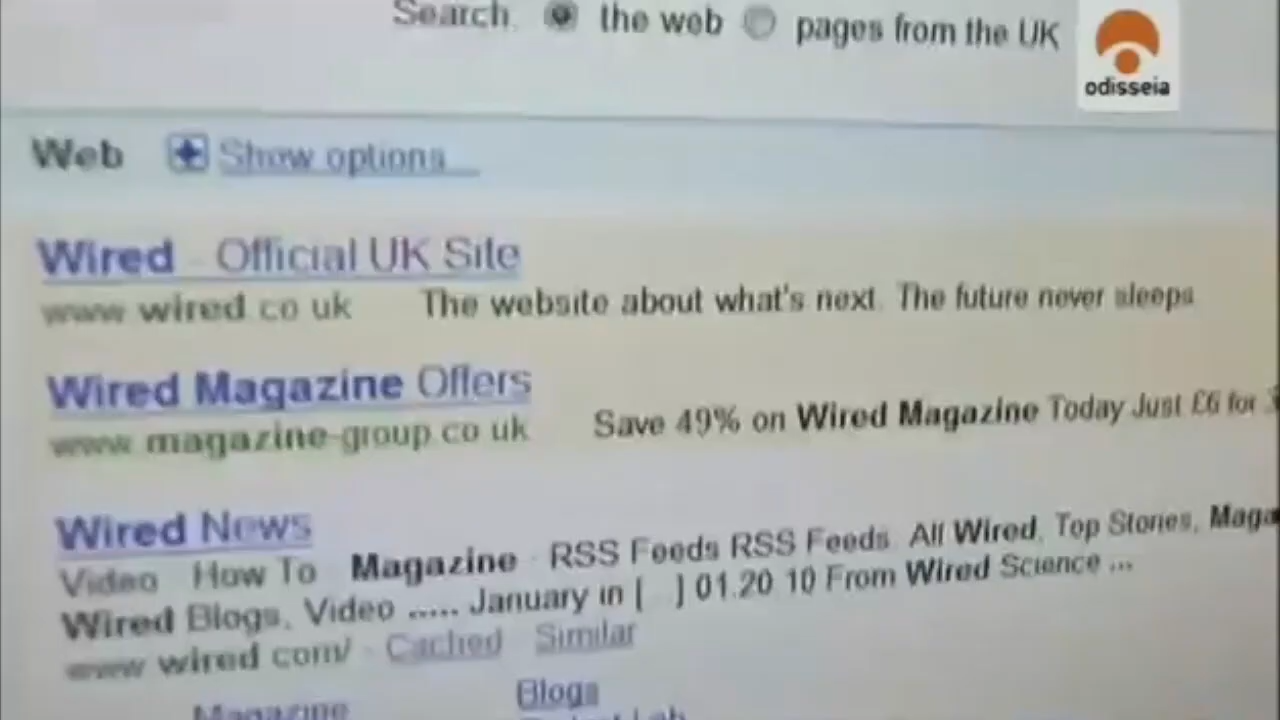 Search: the web pages from the UK
odisseia
Web Show options...
Wired - Official UK Site
www.wired.co.uk The website about what's next. The future never sleeps
Wired Magazine Offers
www.magazine-group.co.uk Save 49% on Wired Magazine Today Just £6 for
Wired News
Video · How To · Magazine · RSS Feeds RSS Feeds. All Wired, Top Stories,
Wired Blogs, Video ..... January in [...] 01.20.10 From Wired Science ...
www.wired.com/ - Cached - Similar
Magazine Blogs